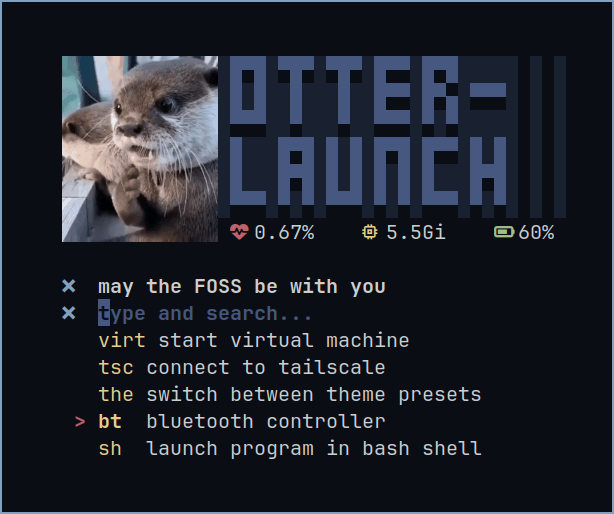 OTTER-
LAUNCH
0.67% 5.5Gi 60%
may the FOSS be with you
type and search...
virt start virtual machine
tsc connect to tailscale
the switch between theme presets
> bt bluetooth controller
sh launch program in bash shell